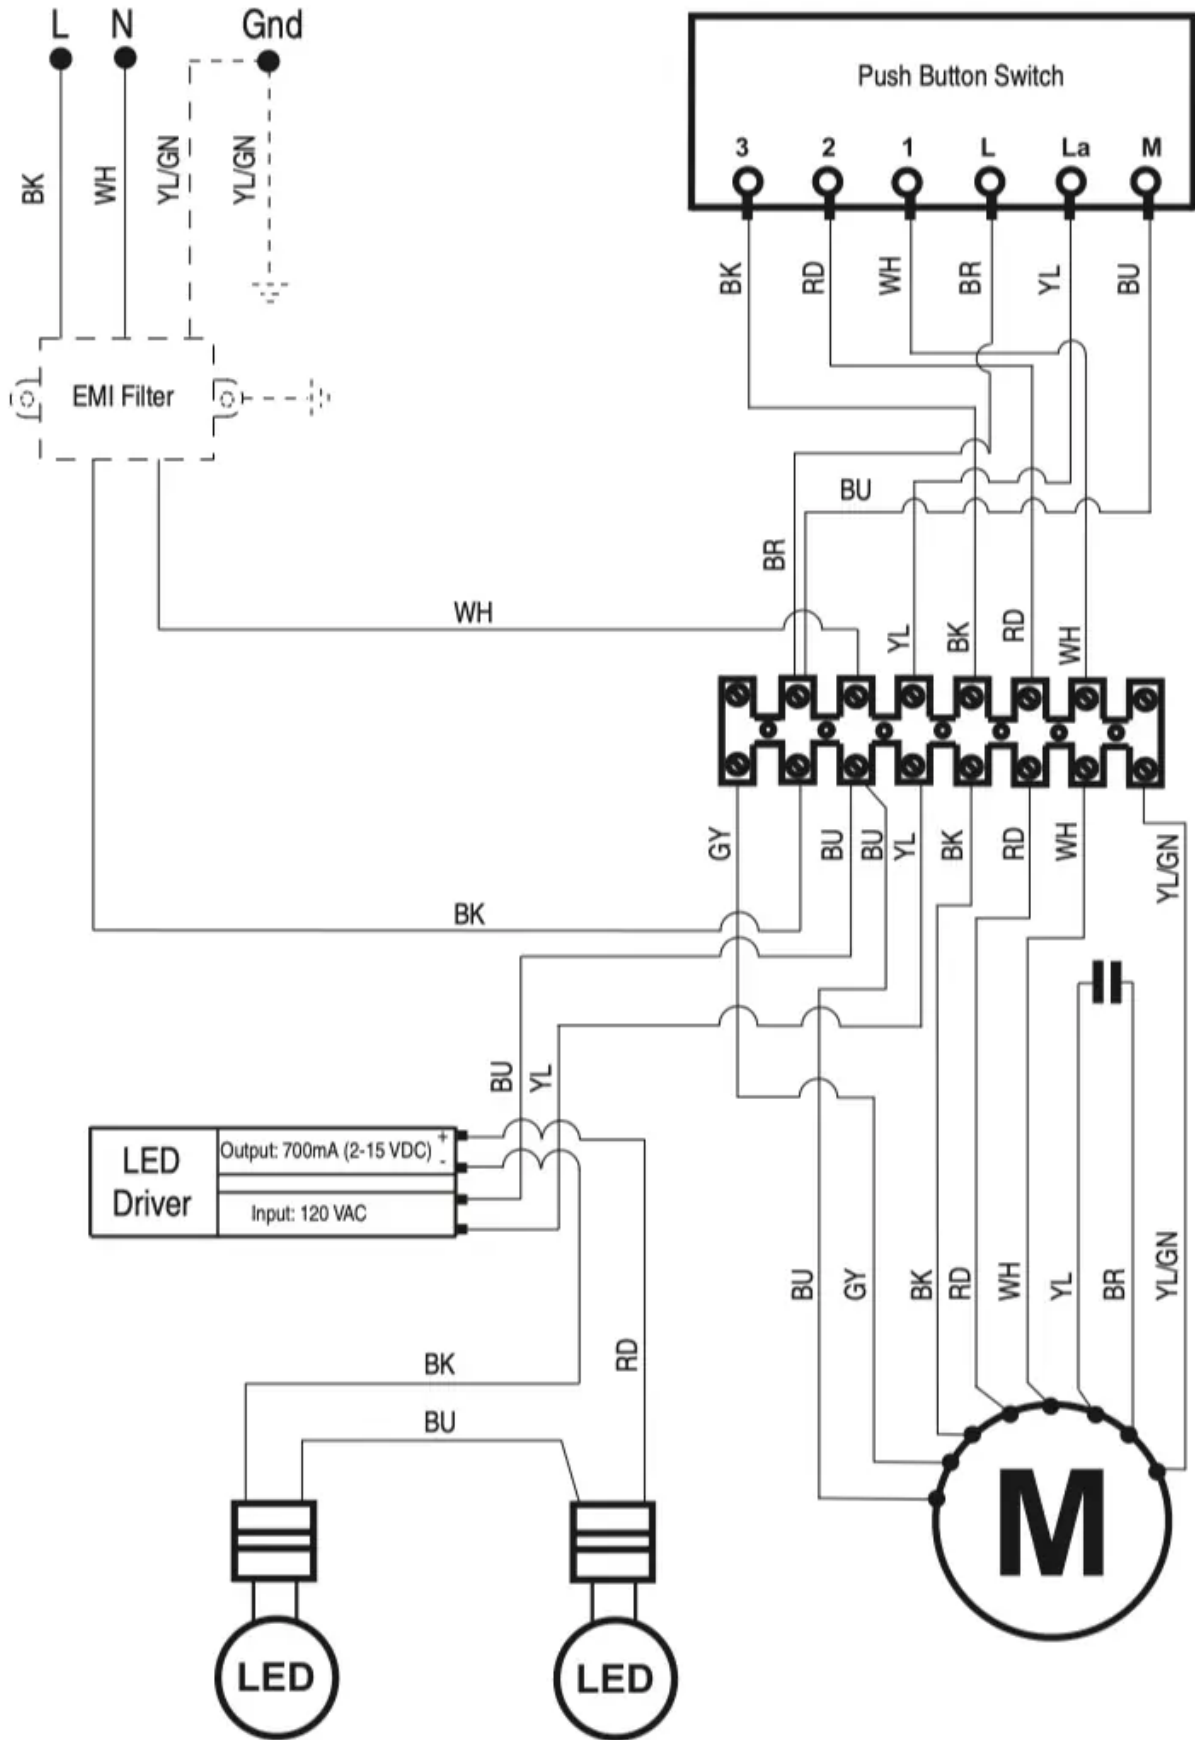 L N Gnd
BK
WH
YL/GN
YL/GN
EMI Filter
Push Button Switch
3 2 1 L La M
BK
RD
WH
BR
YL
BU
BU
BR
WH
YL
BK
RD
WH
GY
BU
BU
YL
BK
RD
WH
YL/GN
BK
BU
YL
LED
Driver
Output: 700mA (2-15 VDC)
+
-
Input: 120 VAC
BU
GY
BK
RD
WH
YL
BR
YL/GN
RD
BK
BU
M
LED
LED